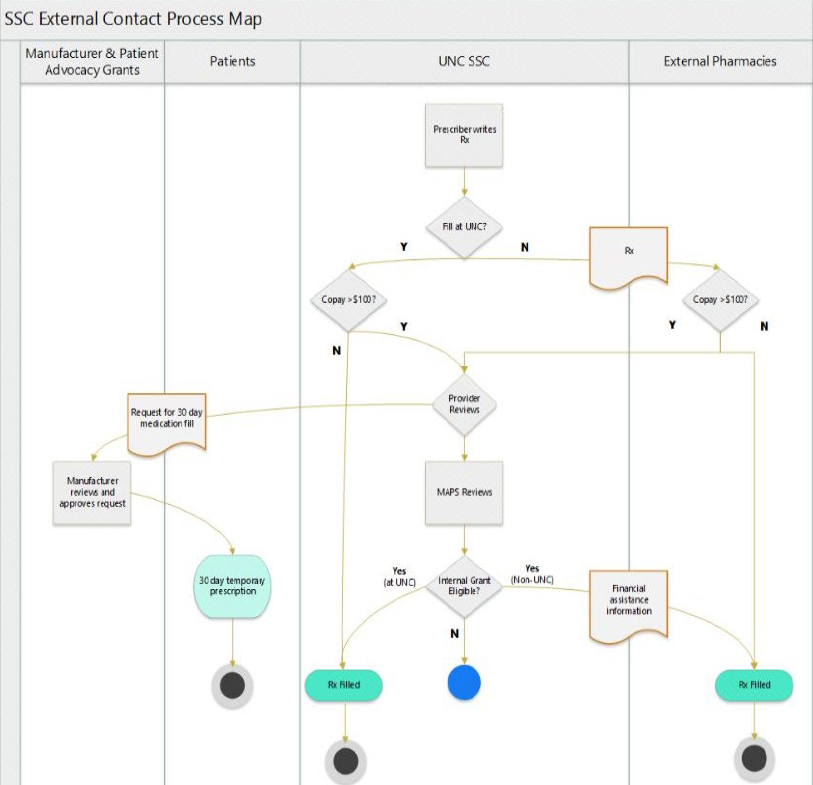 SSC External Contact Process Map
Manufacturer & Patient
Advocacy Grants
Patients
UNC SSC
External Pharmacies
Prescriber writes
Rx
Fill at UNC?
Y
N
Rx
Copay >$100?
Copay >$100?
Y
N
Y
N
Provider
Reviews
Request for 30 day
medication fill
Manufacturer
reviews and
approves request
MAPS Reviews
30 day temporay
prescription
Yes
(at UNC)
Internal Grant
Eligible?
Yes
(Non-UNC)
Financial
assistance
information
N
Rx Filled
Rx Filled